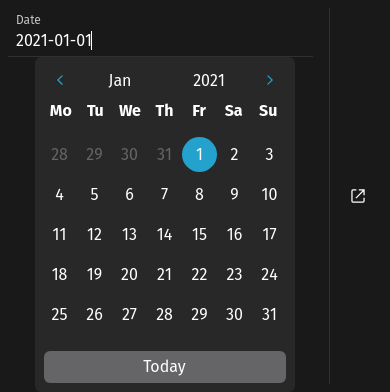 Date
2021-01-01
Jan 2021
Mo Tu We Th Fr Sa Su
28 29 30 31 1 2 3
4 5 6 7 8 9 10
11 12 13 14 15 16 17
18 19 20 21 22 23 24
25 26 27 28 29 30 31
Today